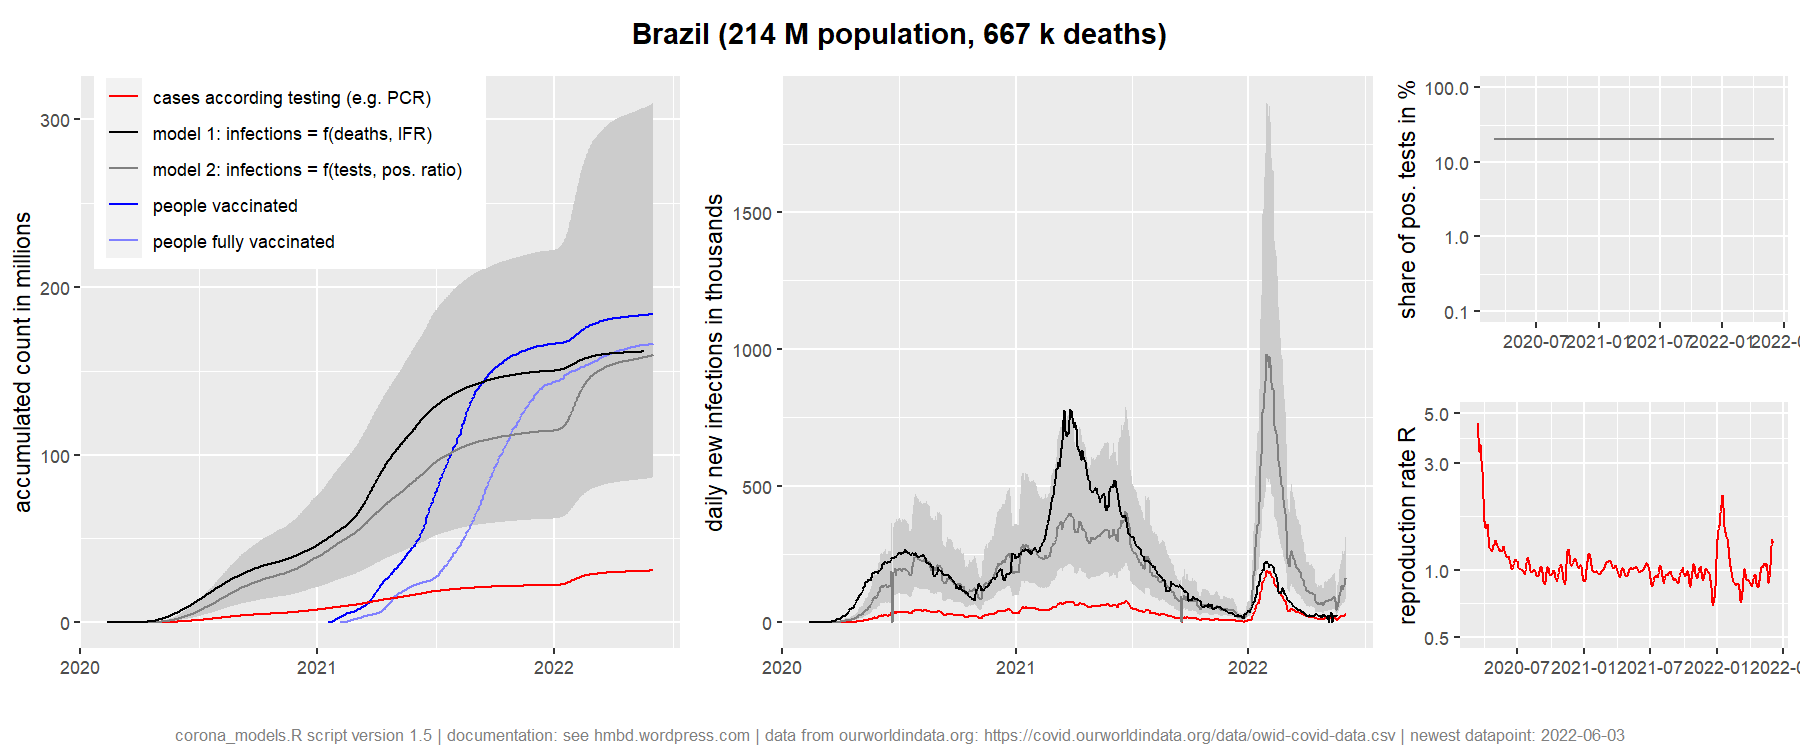 Brazil (214 M population, 667 k deaths)
accumulated count in millions
300
200
100
0
2020
2021
2022
cases according testing (e.g. PCR)
model 1: infections = f(deaths, IFR)
model 2: infections = f(tests, pos. ratio)
people vaccinated
people fully vaccinated
daily new infections in thousands
1500
1000
500
0
2020
2021
2022
share of pos. tests in %
100.0
10.0
1.0
0.1
2020-07 2021-01 2021-07 2022-01 2022-0
reproduction rate R
5.0
3.0
1.0
0.5
2020-07 2021-01 2021-07 2022-01 2022-0
corona_models.R script version 1.5 | documentation: see hmbd.wordpress.com | data from ourworldindata.org: https://covid.ourworldindata.org/data/owid-covid-data.csv | newest datapoint: 2022-06-03